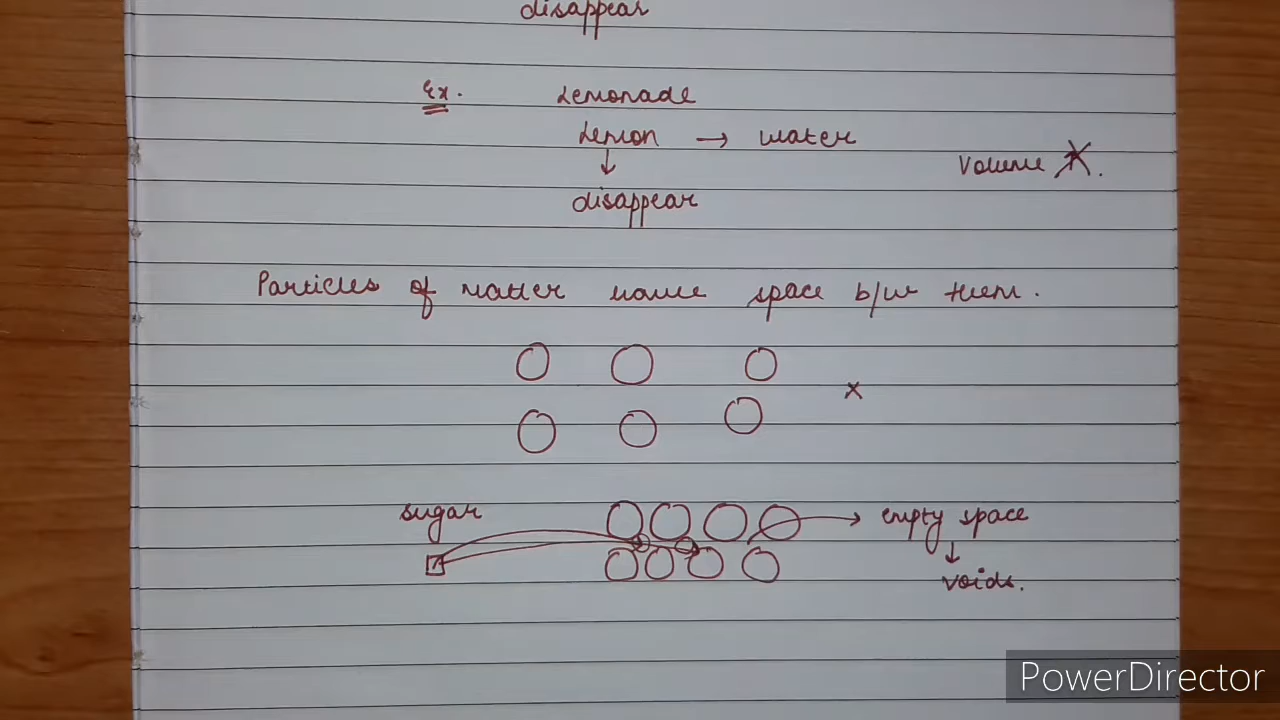 disappear
Ex. Lemonade
Lemon → water
Volume X.
↓
disappear
Particles of matter have space b/w them.
x
sugar → empty space
↓
voids.
PowerDirector